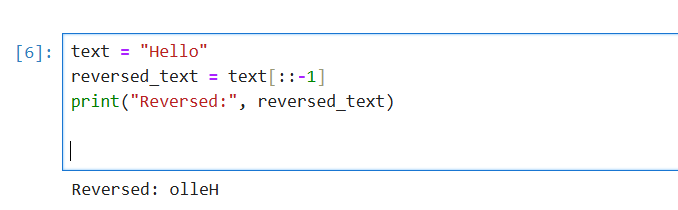 [6]: text = "Hello"
reversed_text = text[::-1]
print("Reversed:", reversed_text)
Reversed: olleH